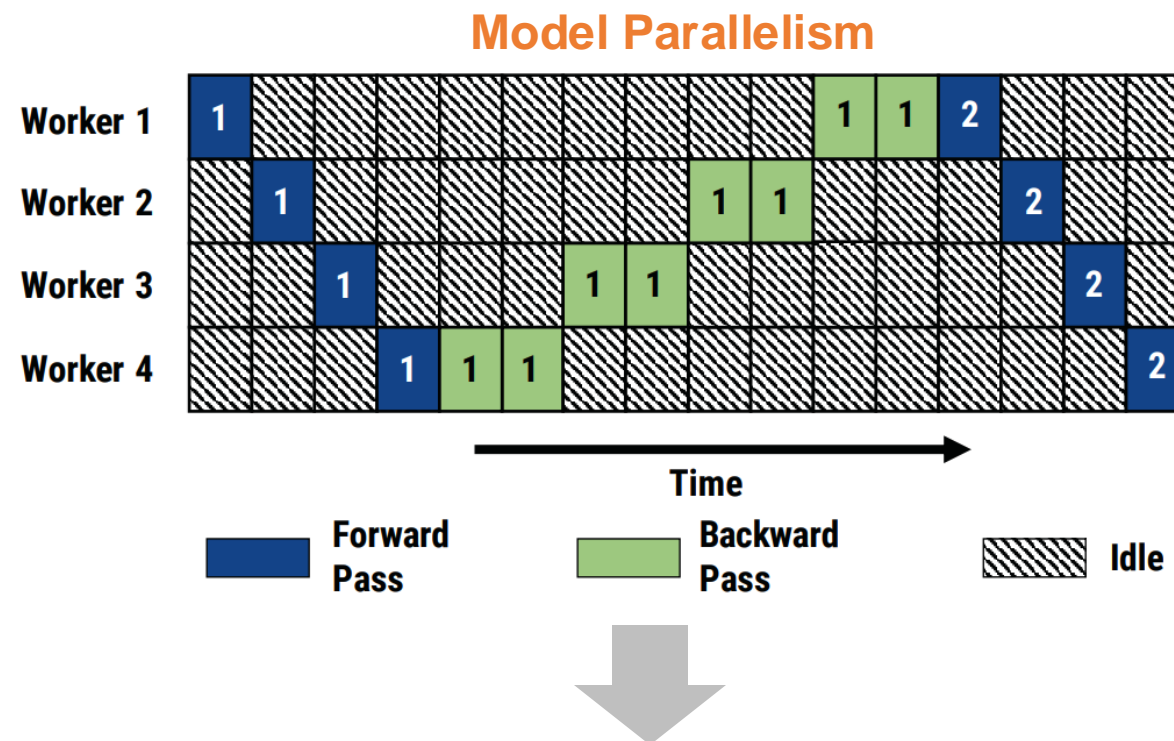 Model Parallelism
Worker 1 1 1 1 2
Worker 2 1 1 1 2
Worker 3 1 1 1 2
Worker 4 1 1 1 2
Time
Forward
Pass
Backward
Pass
Idle